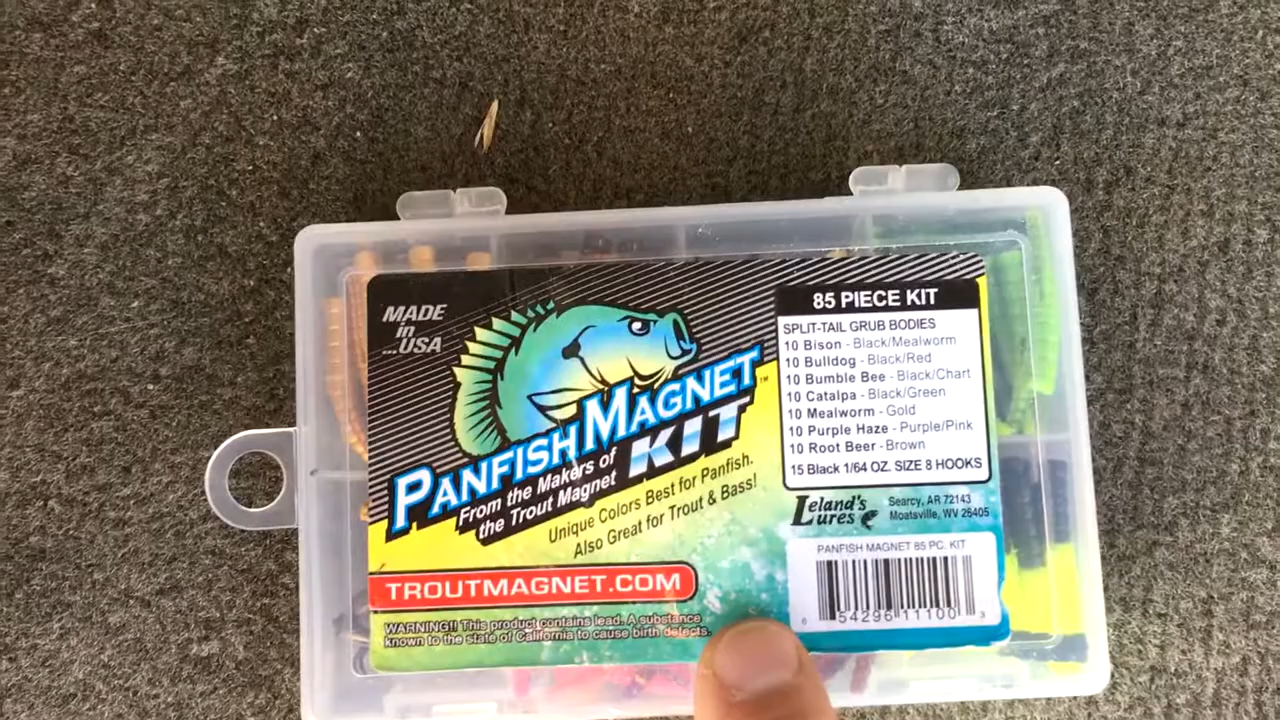 MADE
in
...USA
PANFISH MAGNET™
KIT
From the Makers of
the Trout Magnet
Unique Colors Best for Panfish.
Also Great for Trout & Bass!
TROUTMAGNET.COM
WARNING!! This product contains lead. A substance
known to the state of California to cause birth defects.
85 PIECE KIT
SPLIT-TAIL GRUB BODIES
10 Bison - Black/Mealworm
10 Bulldog - Black/Red
10 Bumble Bee - Black/Chart
10 Catalpa - Black/Green
10 Mealworm - Gold
10 Purple Haze - Purple/Pink
10 Root Beer - Brown
15 Black 1/64 OZ. SIZE 8 HOOKS
Leland's
Lures
Searcy, AR 72143
Moatsville, WV 26405
PANFISH MAGNET 85 PC. KIT
6 54296 11100 3